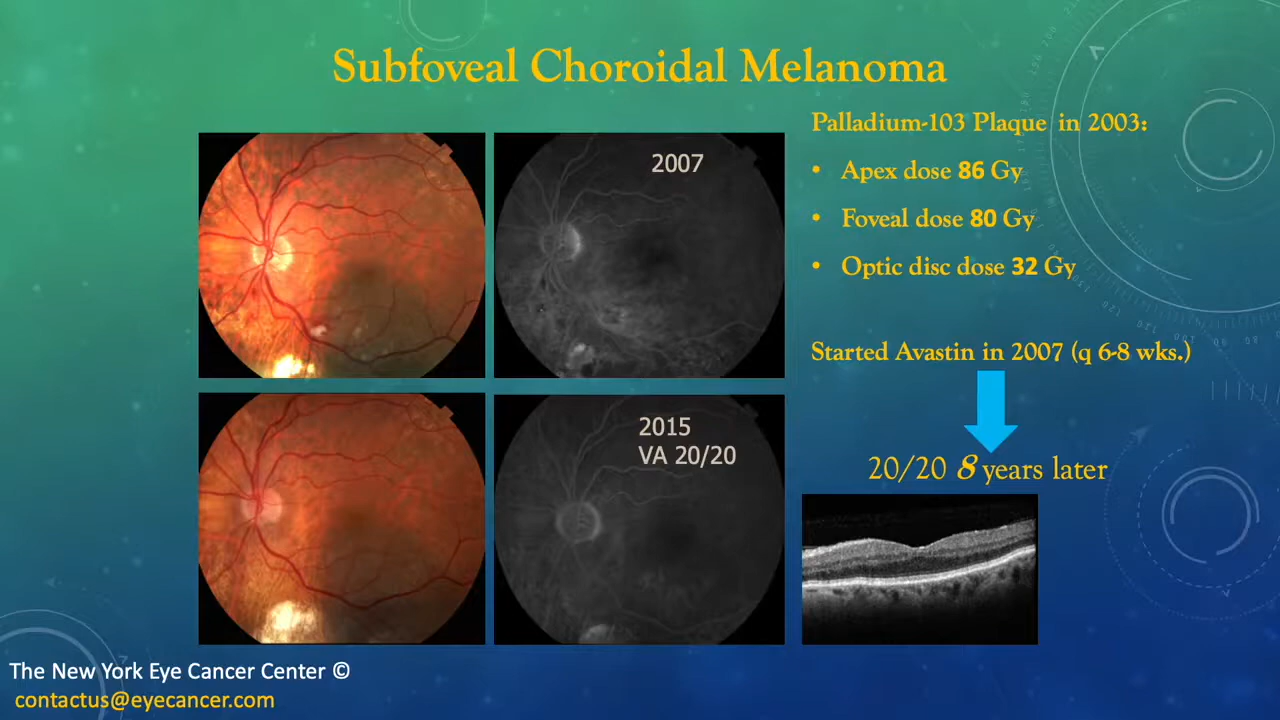 Subfoveal Choroidal Melanoma
Palladium-103 Plaque in 2003:
• Apex dose 86 Gy
• Foveal dose 80 Gy
• Optic disc dose 32 Gy
Started Avastin in 2007 (q 6-8 wks.)
20/20 8 years later
2007
2015
VA 20/20
The New York Eye Cancer Center ©
contactus@eyecancer.com